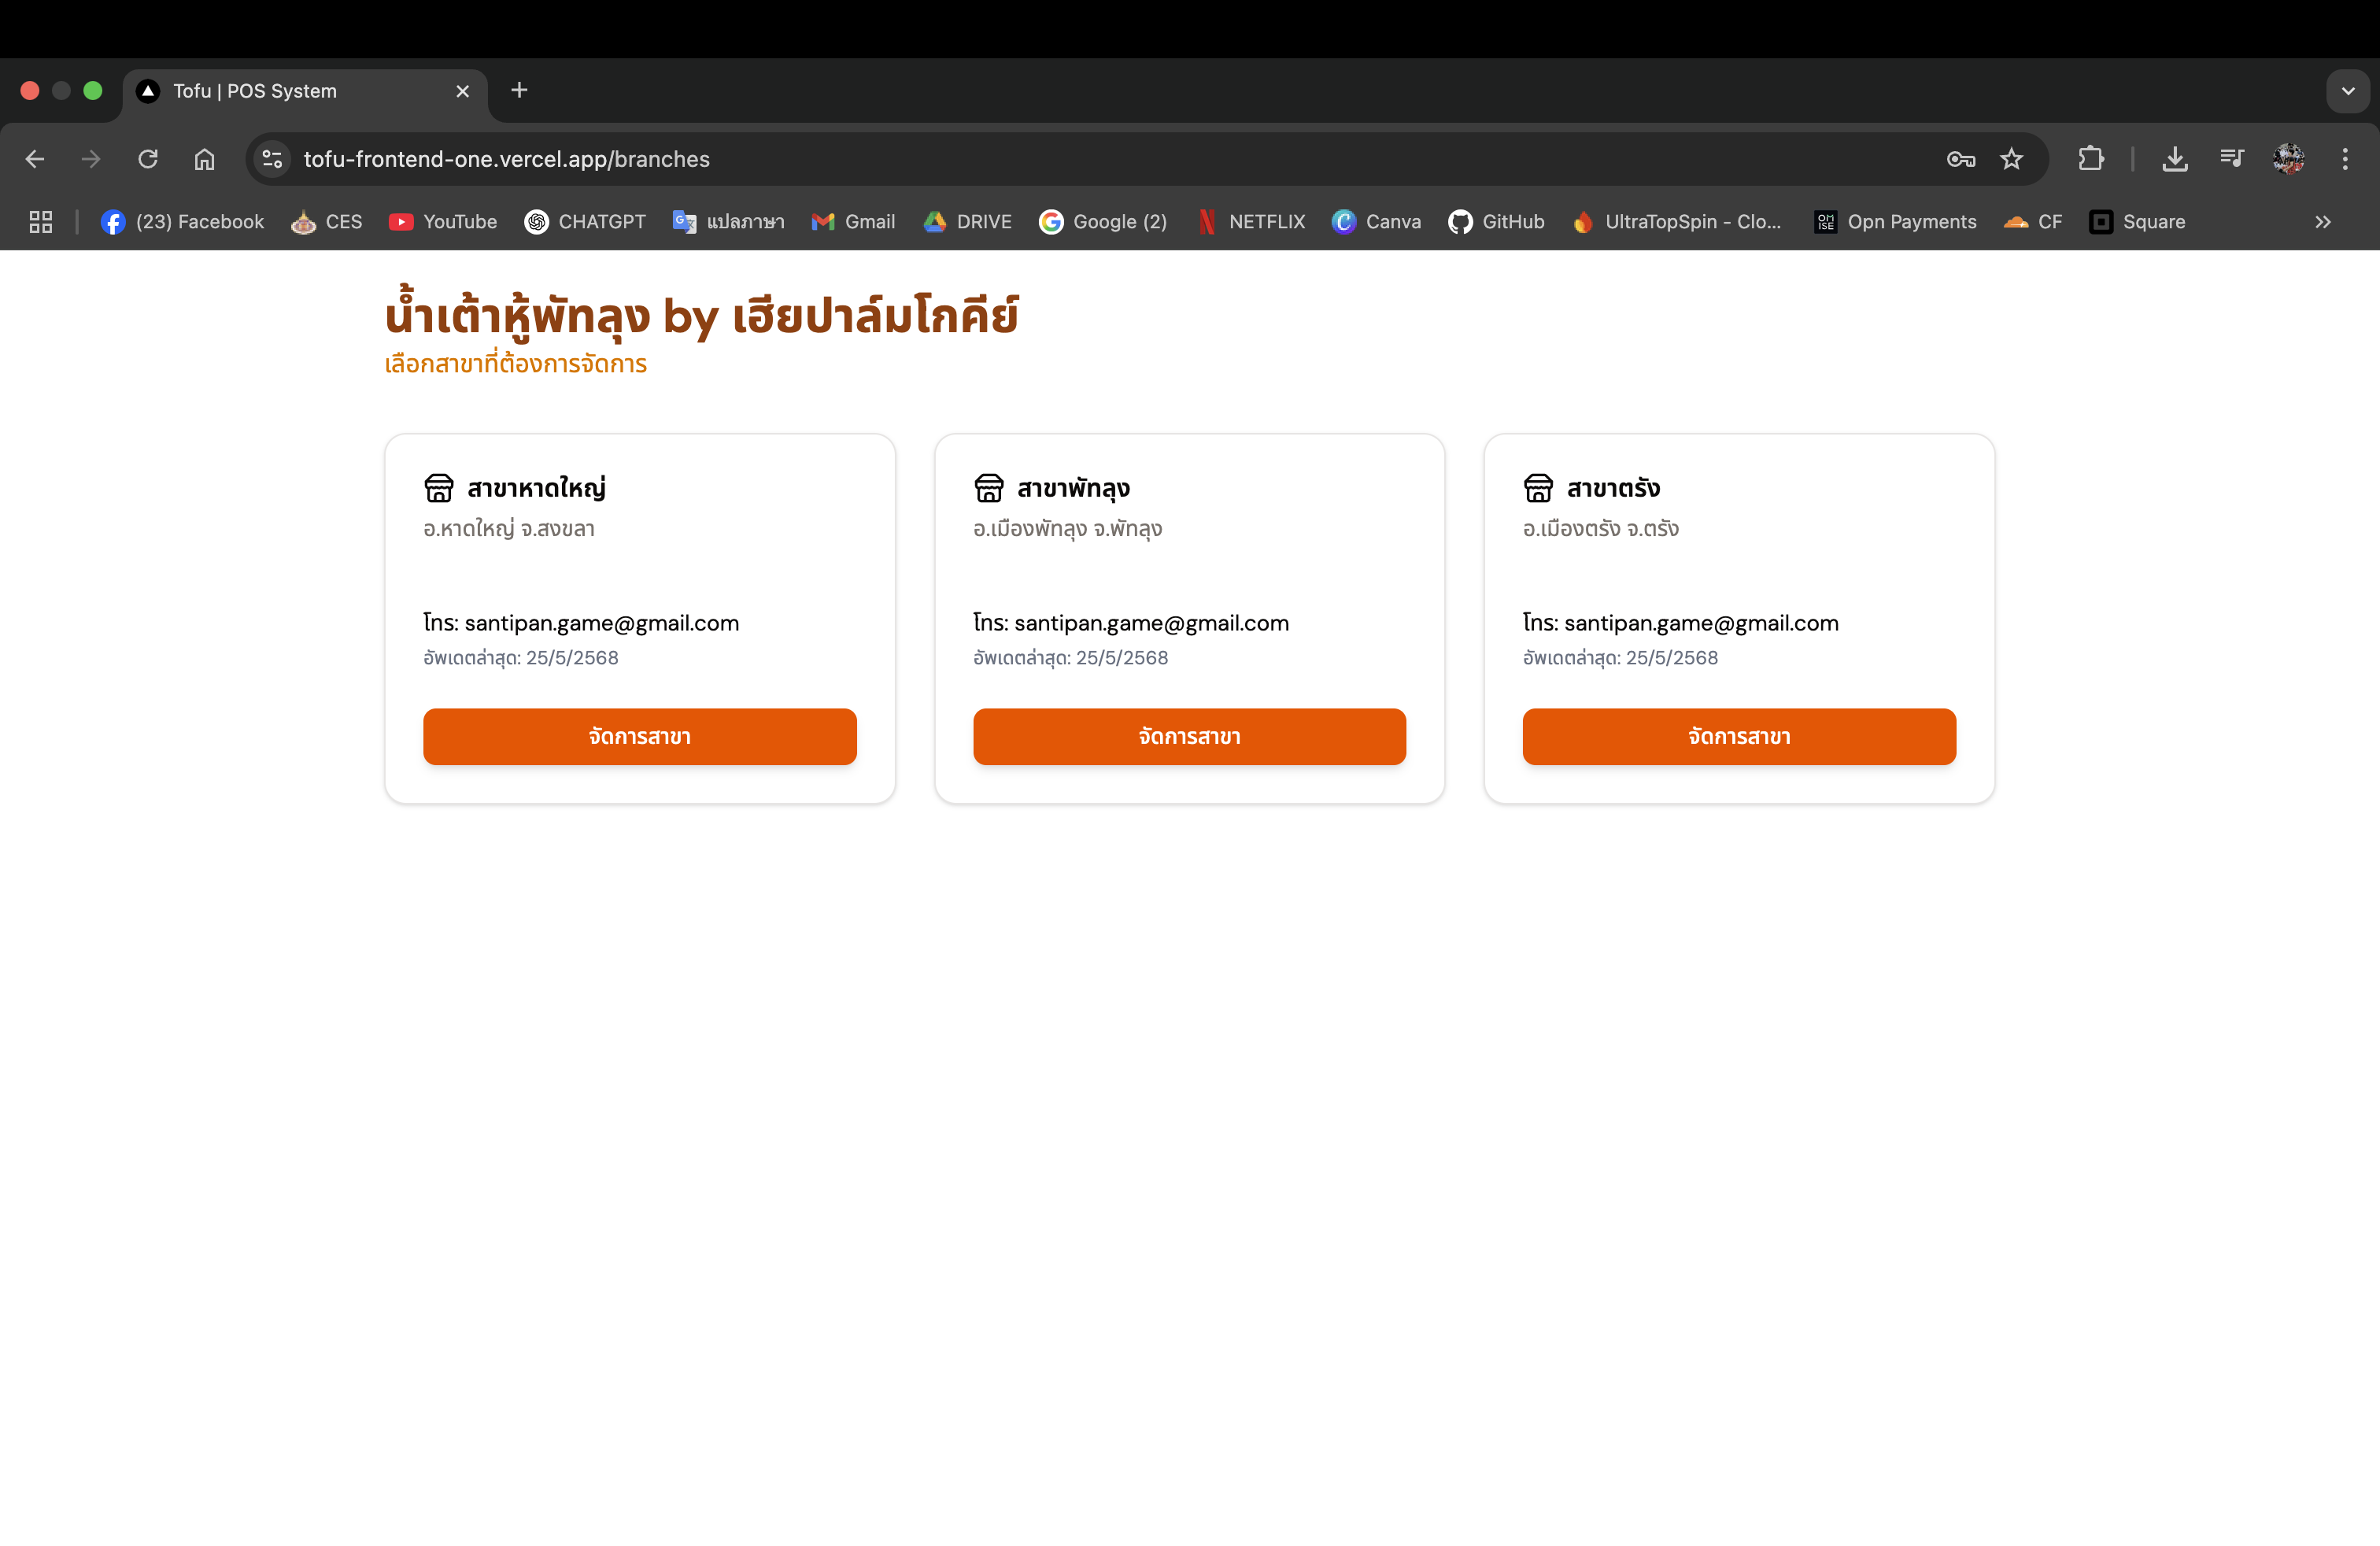 Tofu | POS System
tofu-frontend-one.vercel.app/branches
(23) Facebook CES YouTube CHATGPT แปลภาษา Gmail DRIVE Google (2) NETFLIX Canva GitHub UltraTopSpin - Clo... OMISE Opn Payments CF Square
น้ำเต้าหู้พัทลุง by เฮียปาล์มโกคีย์
เลือกสาขาที่ต้องการจัดการ
สาขาหาดใหญ่
อ.หาดใหญ่ จ.สงขลา
โทร: santipan.game@gmail.com
อัพเดตล่าสุด: 25/5/2568
จัดการสาขา
สาขาพัทลุง
อ.เมืองพัทลุง จ.พัทลุง
โทร: santipan.game@gmail.com
อัพเดตล่าสุด: 25/5/2568
จัดการสาขา
สาขาตรัง
อ.เมืองตรัง จ.ตรัง
โทร: santipan.game@gmail.com
อัพเดตล่าสุด: 25/5/2568
จัดการสาขา